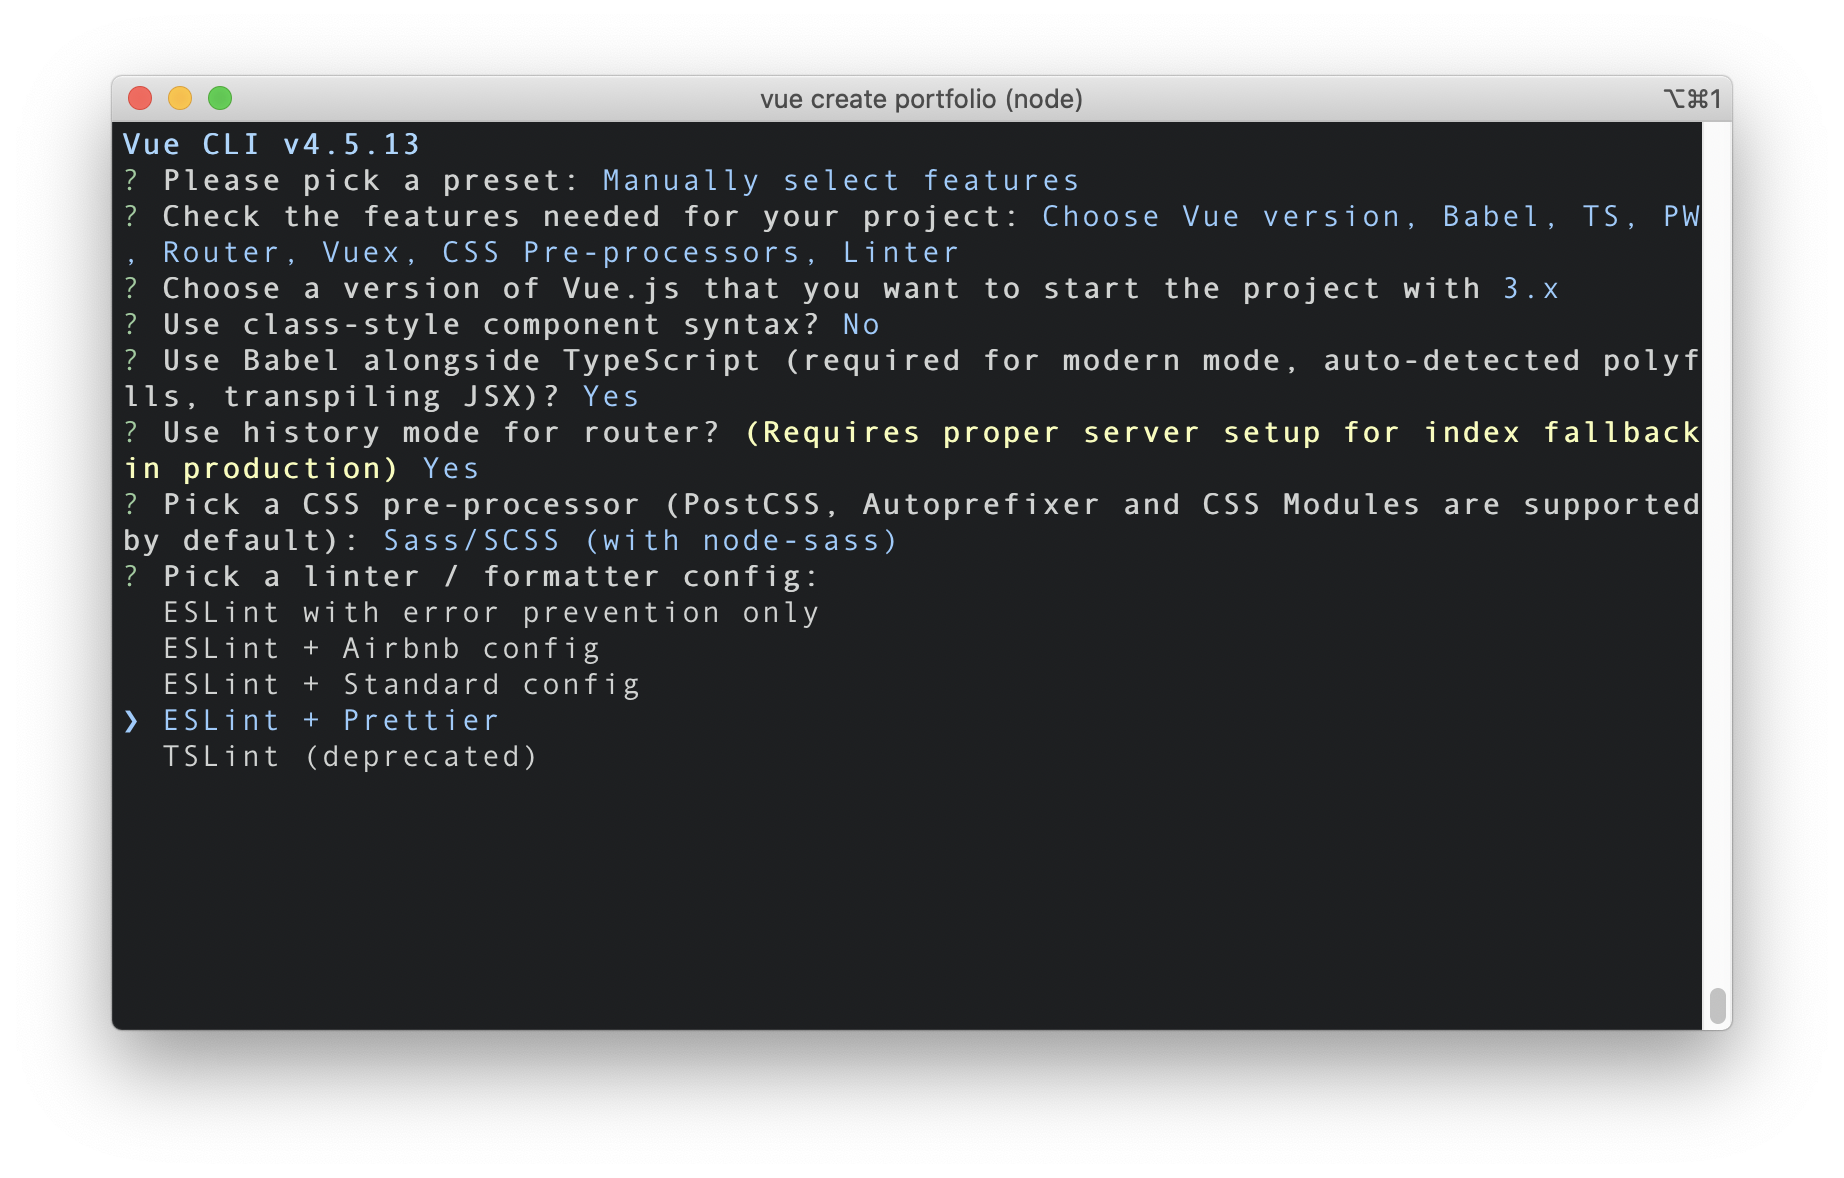 vue create portfolio (node)
⌥⌘1
Vue CLI v4.5.13
? Please pick a preset: Manually select features
? Check the features needed for your project: Choose Vue version, Babel, TS, PW
, Router, Vuex, CSS Pre-processors, Linter
? Choose a version of Vue.js that you want to start the project with 3.x
? Use class-style component syntax? No
? Use Babel alongside TypeScript (required for modern mode, auto-detected polyf
lls, transpiling JSX)? Yes
? Use history mode for router? (Requires proper server setup for index fallback
in production) Yes
? Pick a CSS pre-processor (PostCSS, Autoprefixer and CSS Modules are supported
by default): Sass/SCSS (with node-sass)
? Pick a linter / formatter config:
ESLint with error prevention only
ESLint + Airbnb config
ESLint + Standard config
❯ ESLint + Prettier
TSLint (deprecated)